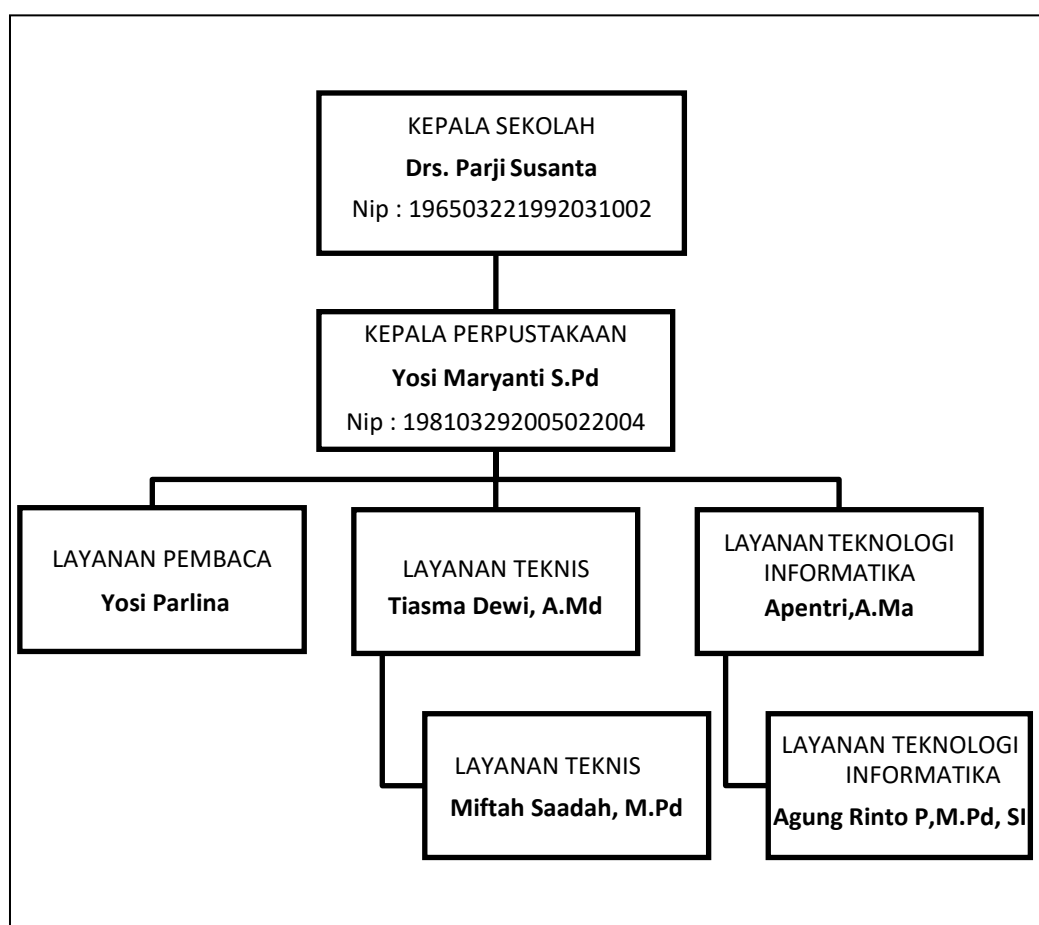 KEPALA SEKOLAH
Drs. Parji Susanta
Nip : 196503221992031002
KEPALA PERPUSTAKAAN
Yosi Maryanti S.Pd
Nip : 198103292005022004
LAYANAN PEMBACA
Yosi Parlina
LAYANAN TEKNIS
Tiasma Dewi, A.Md
LAYANAN TEKNOLOGI
INFORMATIKA
Apentri,A.Ma
LAYANAN TEKNIS
Miftah Saadah, M.Pd
LAYANAN TEKNOLOGI
INFORMATIKA
Agung Rinto P,M.Pd, SI